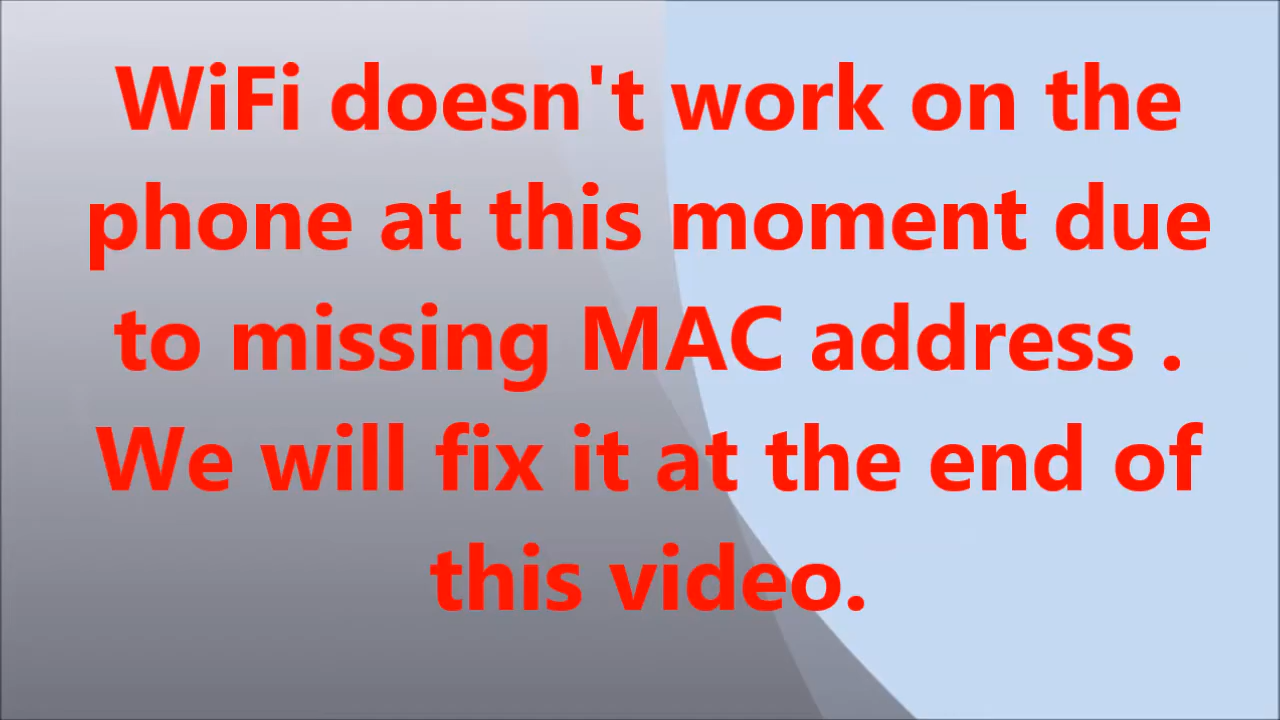 WiFi doesn't work on the
phone at this moment due
to missing MAC address .
We will fix it at the end of
this video.